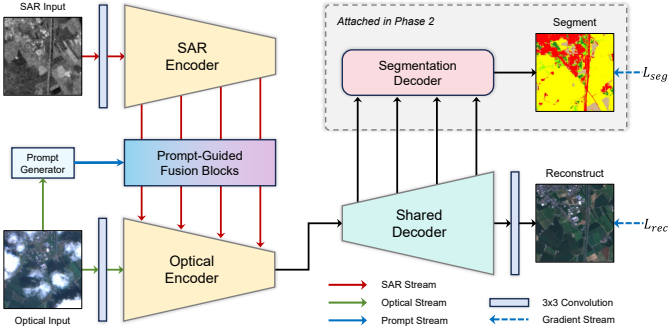 SAR Input
SAR
Encoder
Attached in Phase 2
Segment
Segmentation
Decoder
L_seg
Prompt
Generator
Prompt-Guided
Fusion Blocks
Optical Input
Optical
Encoder
Shared
Decoder
Reconstruct
L_rec
SAR Stream
Optical Stream
Prompt Stream
3x3 Convolution
Gradient Stream